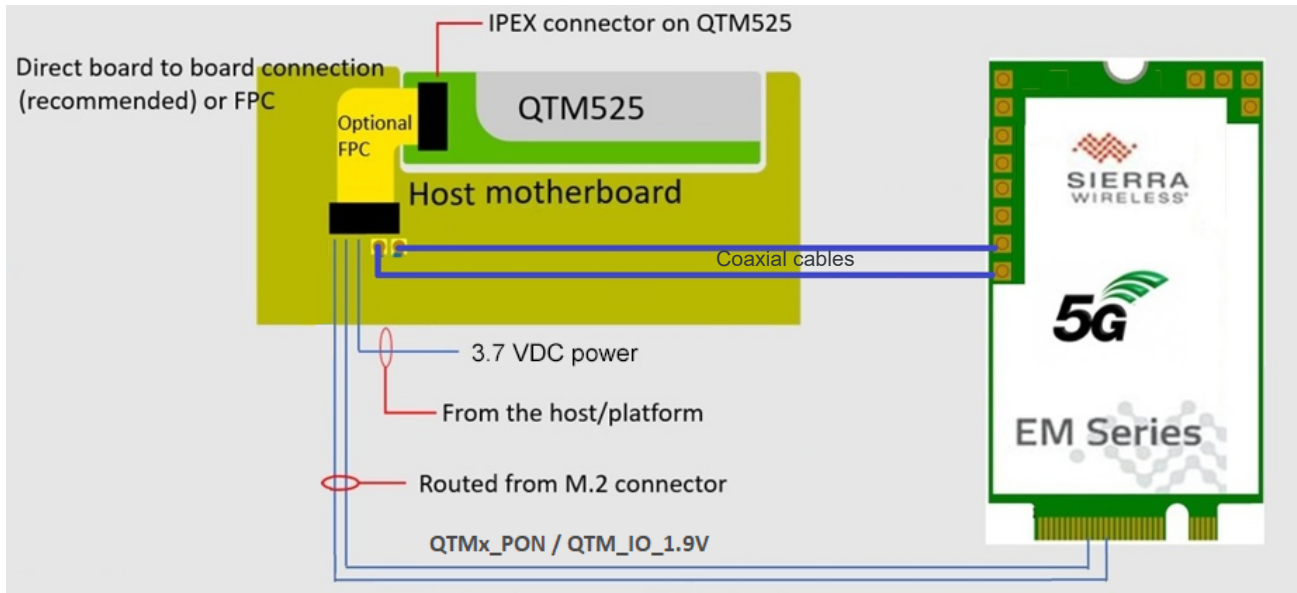 IPEX connector on QTM525
Direct board to board connection
(recommended) or FPC
QTM525
Optional
FPC
Host motherboard
SIERRA
WIRELESS®
Coaxial cables
5G
3.7 VDC power
From the host/platform
EM Series
Routed from M.2 connector
QTMx_PON / QTM_IO_1.9V